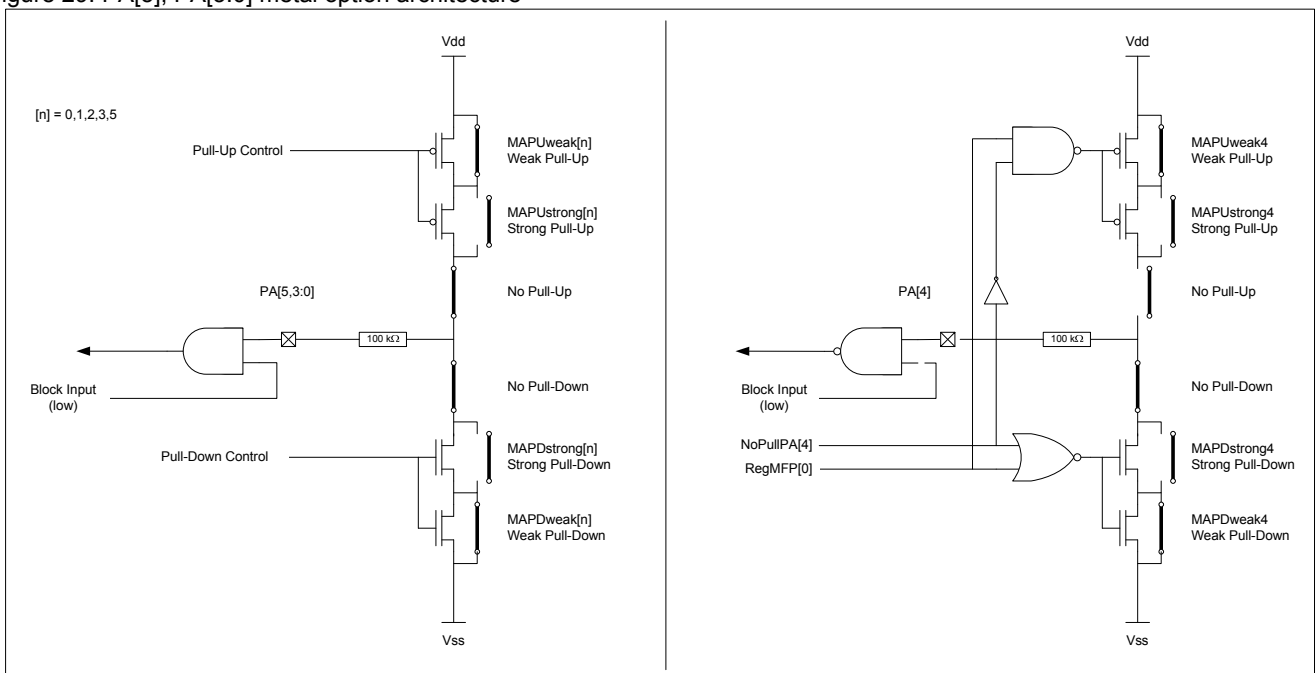 PA[5], PA[3:0] metal option architecture
Vdd
[n] = 0,1,2,3,5
Pull-Up Control
MAPUweak[n]
Weak Pull-Up
MAPUstrong[n]
Strong Pull-Up
PA[5,3:0]
No Pull-Up
100 kΩ
Block Input
(low)
No Pull-Down
Pull-Down Control
MAPDstrong[n]
Strong Pull-Down
MAPDweak[n]
Weak Pull-Down
Vss
Vdd
MAPUweak4
Weak Pull-Up
MAPUstrong4
Strong Pull-Up
PA[4]
No Pull-Up
100 kΩ
Block Input
(low)
No Pull-Down
NoPullPA[4]
RegMFP[0]
MAPDstrong4
Strong Pull-Down
MAPDweak4
Weak Pull-Down
Vss